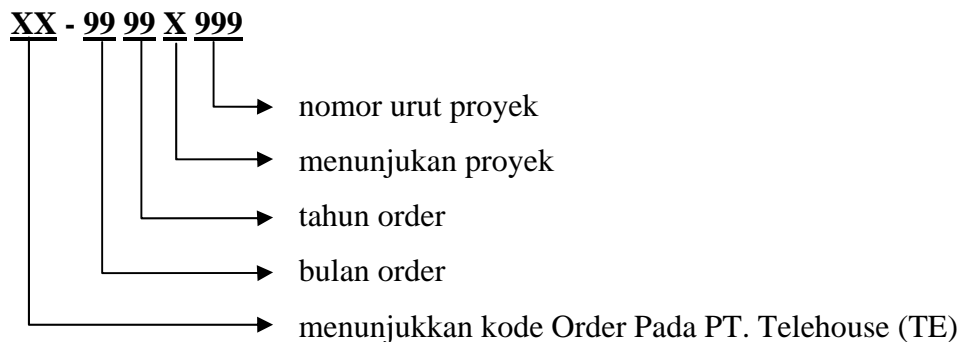 XX - 99 99 X 999
nomor urut proyek
menunjukan proyek
tahun order
bulan order
menunjukkan kode Order Pada PT. Telehouse (TE)